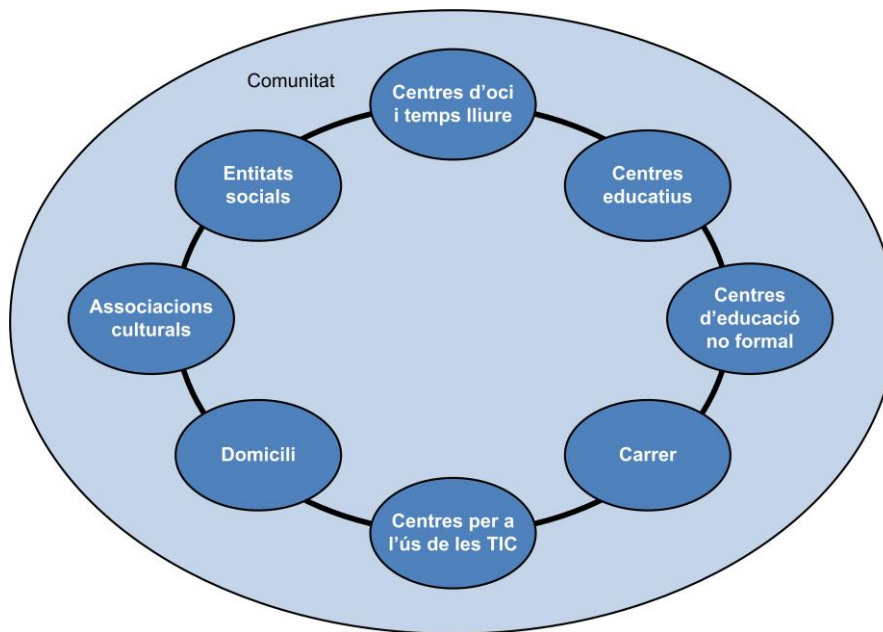 Comunitat
Centres d’oci
i temps lliure
Entitats
socials
Centres
educatius
Associacions
culturals
Centres
d’educació
no formal
Domicili
Carrer
Centres per a
l’ús de les TIC